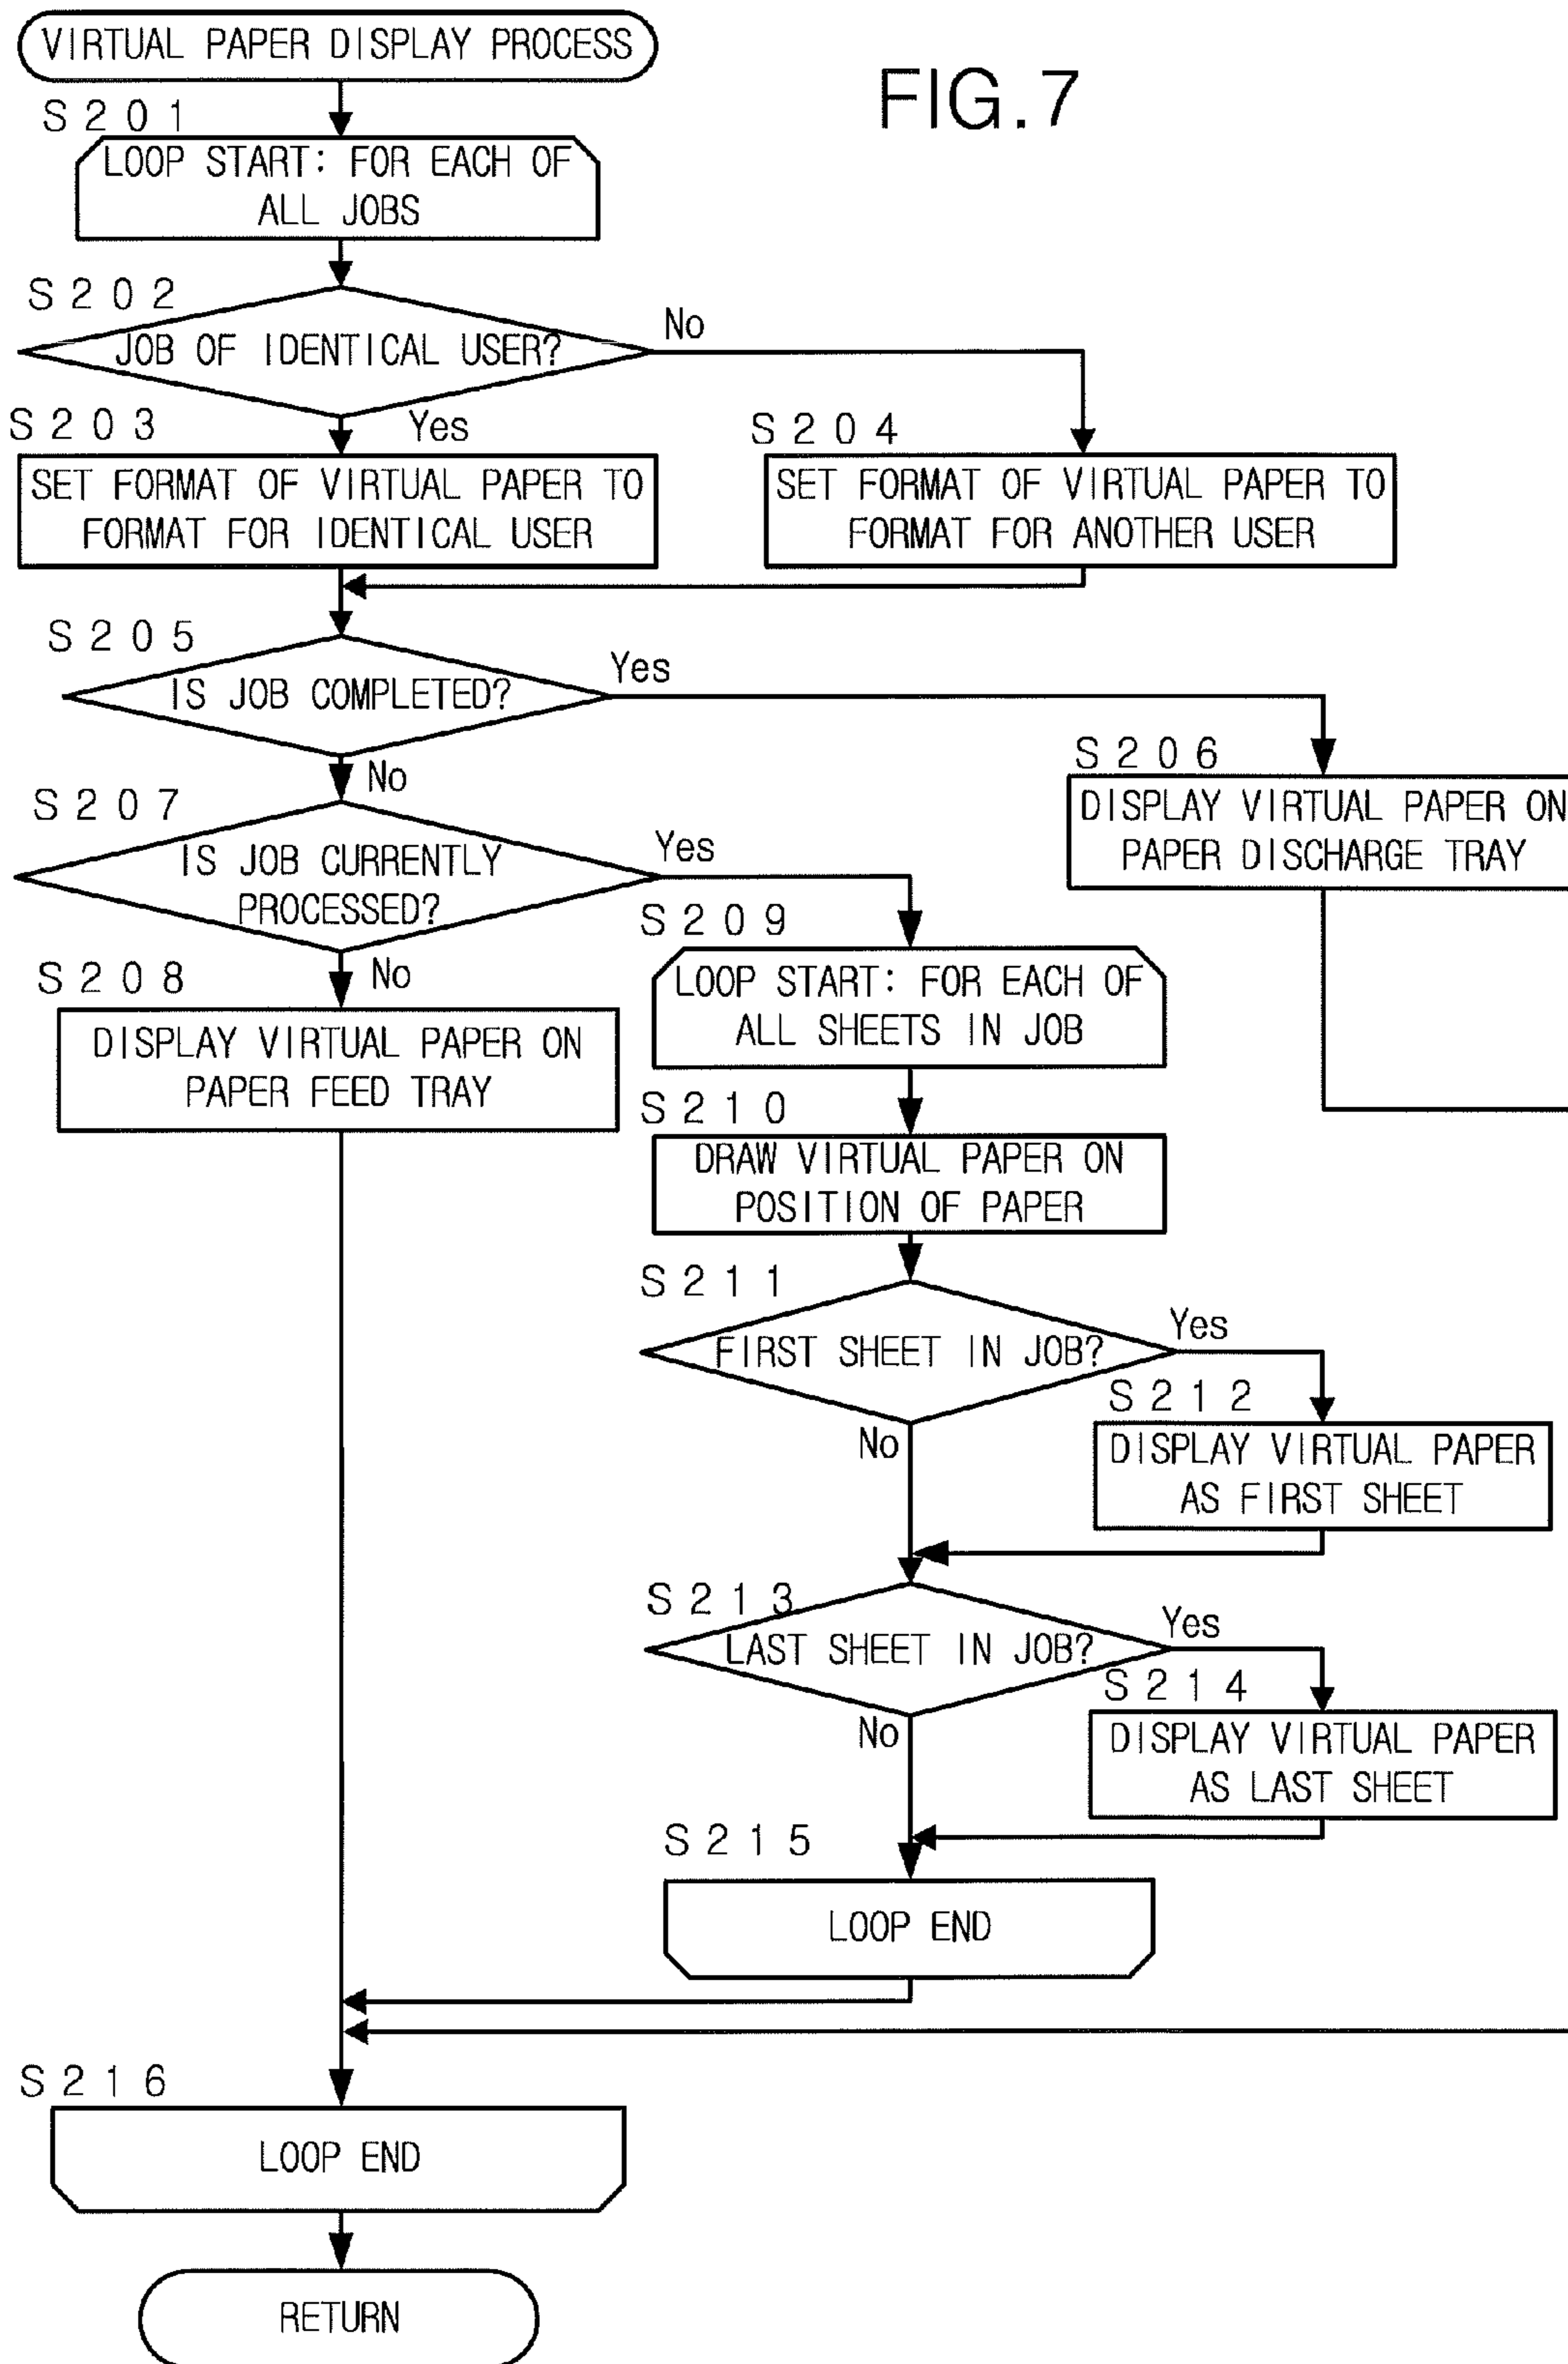 VIRTUAL PAPER DISPLAY PROCESS
FIG.7
S201
LOOP START: FOR EACH OF
ALL JOBS
S202
JOB OF IDENTICAL USER?
No
Yes
S203
SET FORMAT OF VIRTUAL PAPER TO
FORMAT FOR IDENTICAL USER
S204
SET FORMAT OF VIRTUAL PAPER TO
FORMAT FOR ANOTHER USER
S205
IS JOB COMPLETED?
Yes
No
S206
DISPLAY VIRTUAL PAPER ON
PAPER DISCHARGE TRAY
S207
IS JOB CURRENTLY
PROCESSED?
Yes
No
S208
DISPLAY VIRTUAL PAPER ON
PAPER FEED TRAY
S209
LOOP START: FOR EACH OF
ALL SHEETS IN JOB
S210
DRAW VIRTUAL PAPER ON
POSITION OF PAPER
S211
FIRST SHEET IN JOB?
Yes
No
S212
DISPLAY VIRTUAL PAPER
AS FIRST SHEET
S213
LAST SHEET IN JOB?
Yes
No
S214
DISPLAY VIRTUAL PAPER
AS LAST SHEET
S215
LOOP END
S216
LOOP END
RETURN